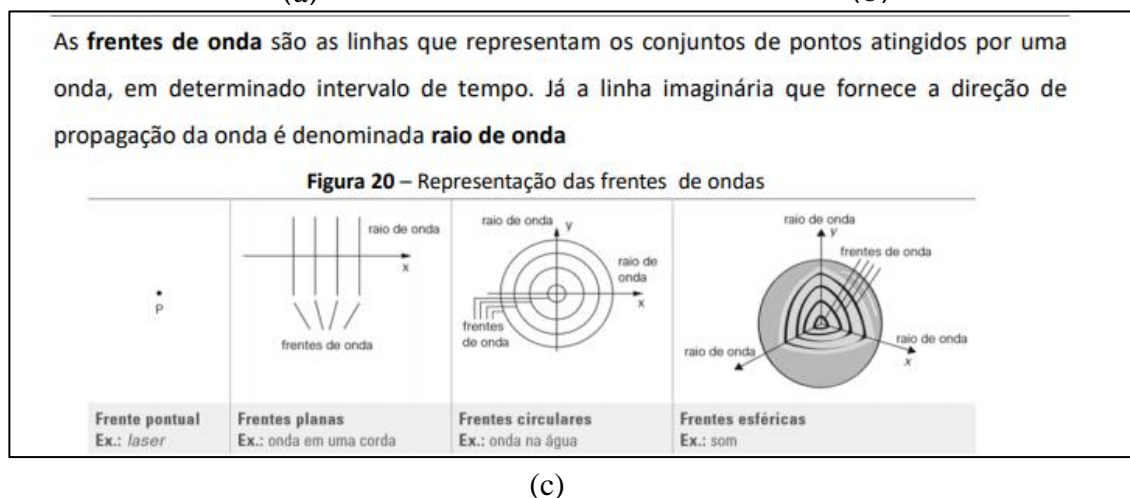 As frentes de onda são as linhas que representam os conjuntos de pontos atingidos por uma
onda, em determinado intervalo de tempo. Já a linha imaginária que fornece a direção de
propagação da onda é denominada raio de onda
Figura 20 – Representação das frentes de ondas
P
raio de onda
x
frentes de onda
raio de onda
y
raio de
onda
x
frentes
de onda
raio de onda
y
frentes de onda
raio de onda
raio de onda
x
Frente pontual
Ex.: laser
Frentes planas
Ex.: onda em uma corda
Frentes circulares
Ex.: onda na água
Frentes esféricas
Ex.: som
(c)